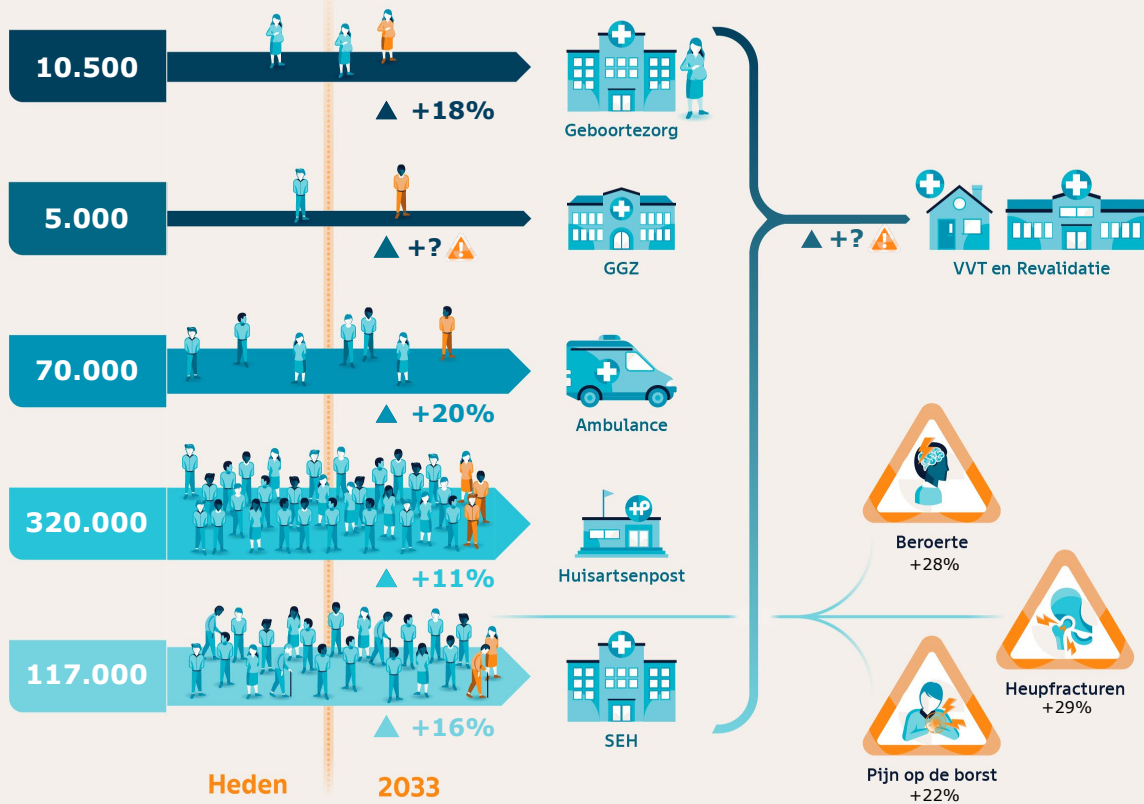 10.500
+18%
Geboortezorg
5.000
+?
GGZ
+?
VVT en Revalidatie
70.000
+20%
Ambulance
320.000
+11%
+P
Huisartsenpost
117.000
+16%
SEH
Beroerte
+28%
Heupfracturen
+29%
Pijn op de borst
+22%
Heden
2033